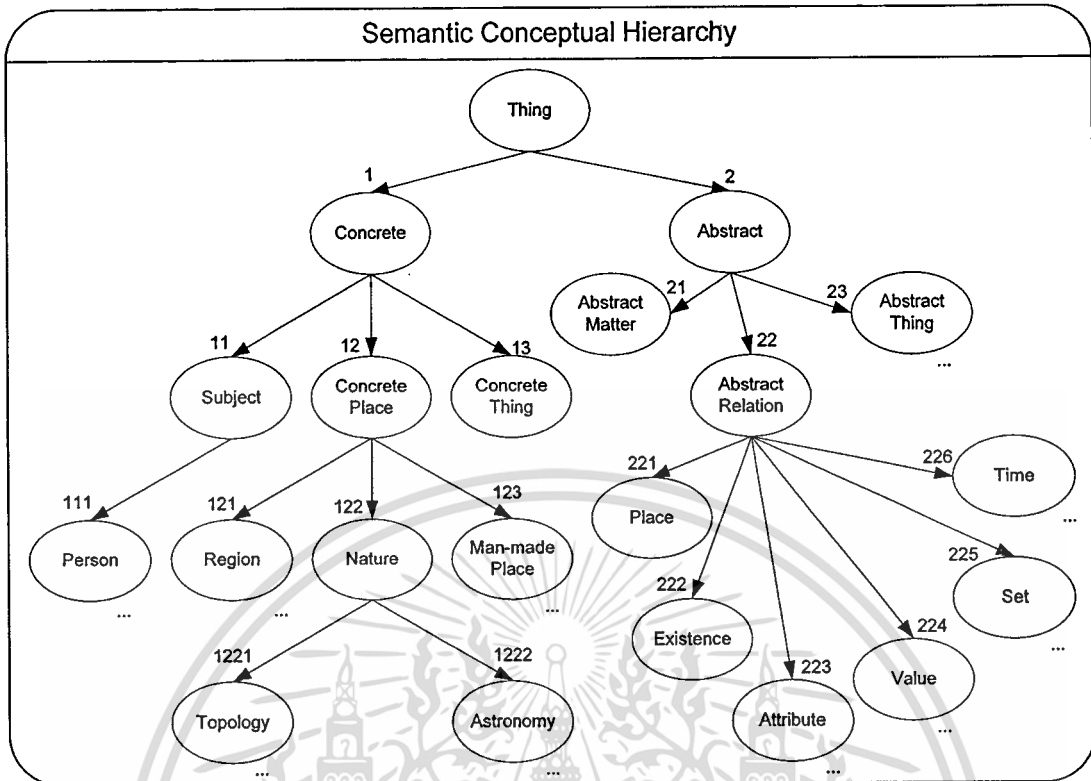 Semantic Conceptual Hierarchy
Thing
1
2
Concrete
Abstract
21
Abstract
Matter
23
Abstract
Thing
...
11
12
13
22
Subject
Concrete
Place
Concrete
Thing
Abstract
Relation
111
121
122
123
221
226
Person
...
Region
...
Nature
Man-made
Place
...
Place
Time
...
222
225
Existence
Set
...
1221
1222
223
224
Topology
...
Astronomy
...
Attribute
...
Value
...